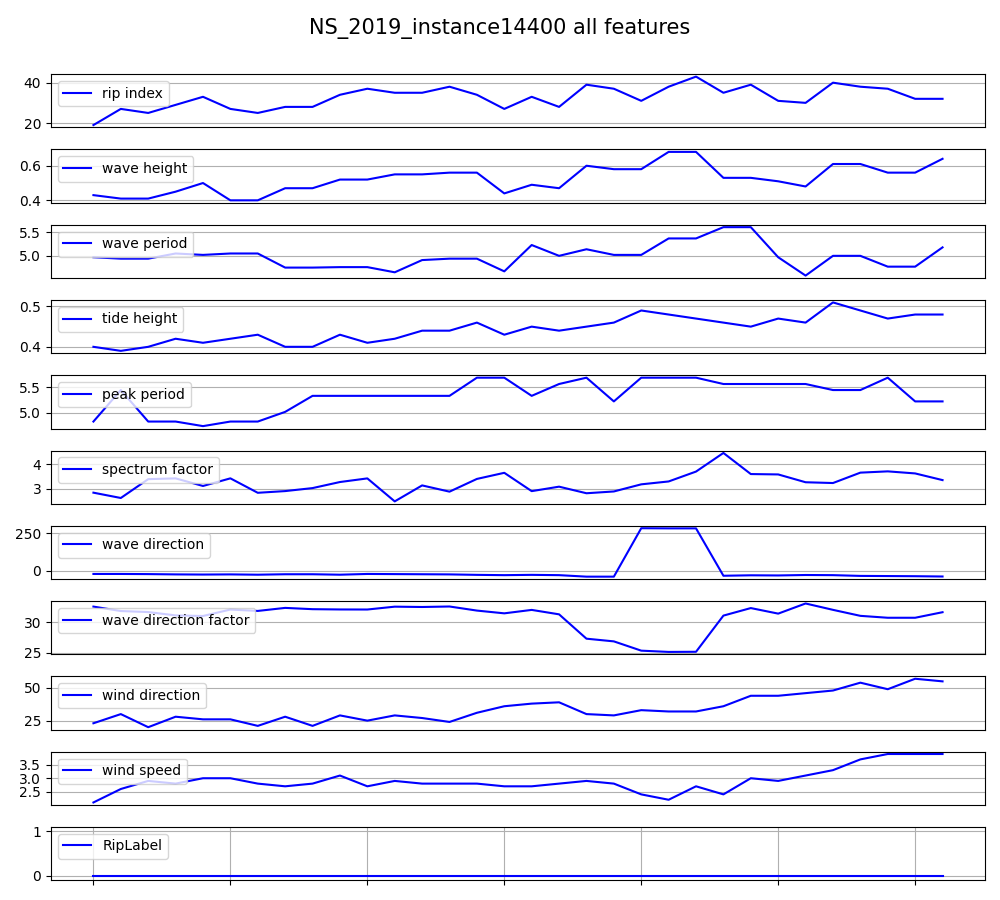 NS_2019_instance14400 all features
40
20
rip index
0.6
0.4
wave height
5.5
5.0
wave period
0.5
0.4
tide height
5.5
5.0
peak period
4
3
spectrum factor
250
0
wave direction
30
25
wave direction factor
50
25
wind direction
3.5
3.0
2.5
wind speed
1
0
RipLabel